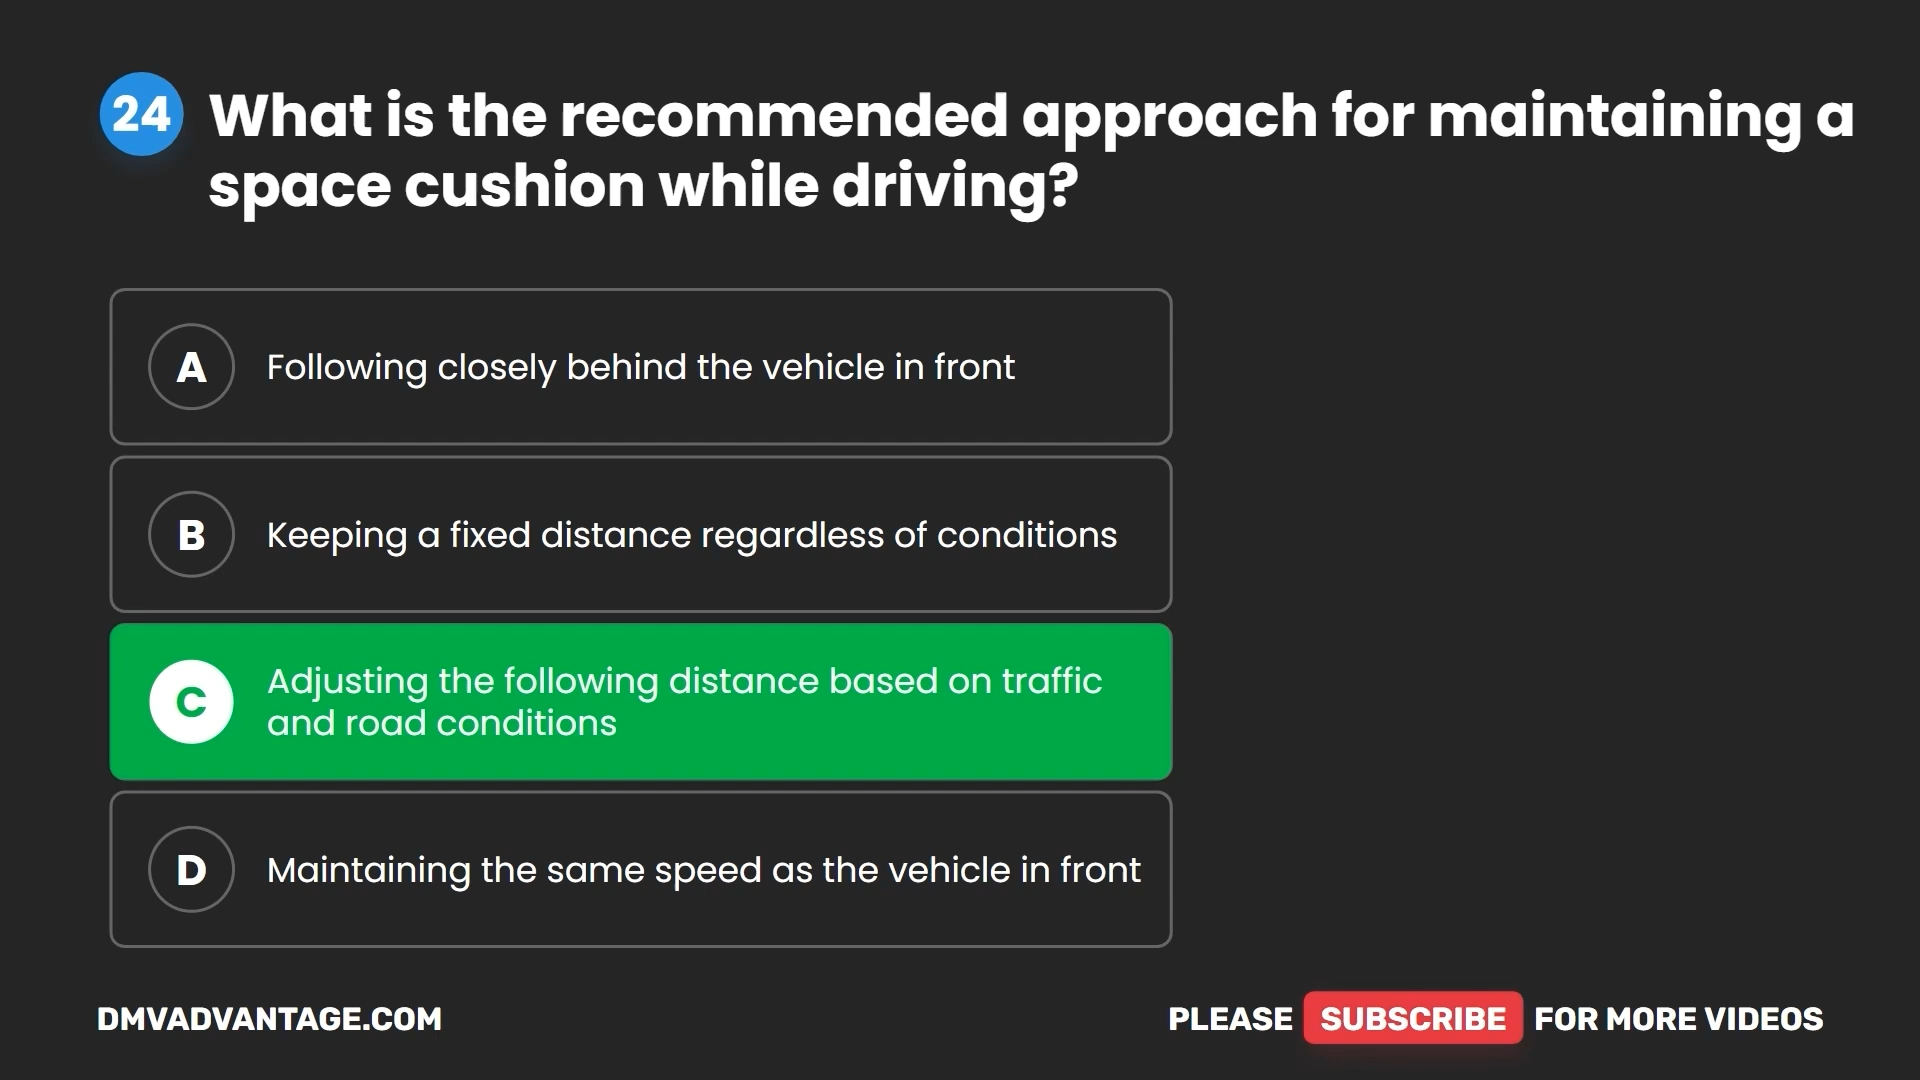 24
What is the recommended approach for maintaining a
space cushion while driving?
A
Following closely behind the vehicle in front
B
Keeping a fixed distance regardless of conditions
C
Adjusting the following distance based on traffic
and road conditions
D
Maintaining the same speed as the vehicle in front
DMVADVANTAGE.COM
PLEASE SUBSCRIBE FOR MORE VIDEOS